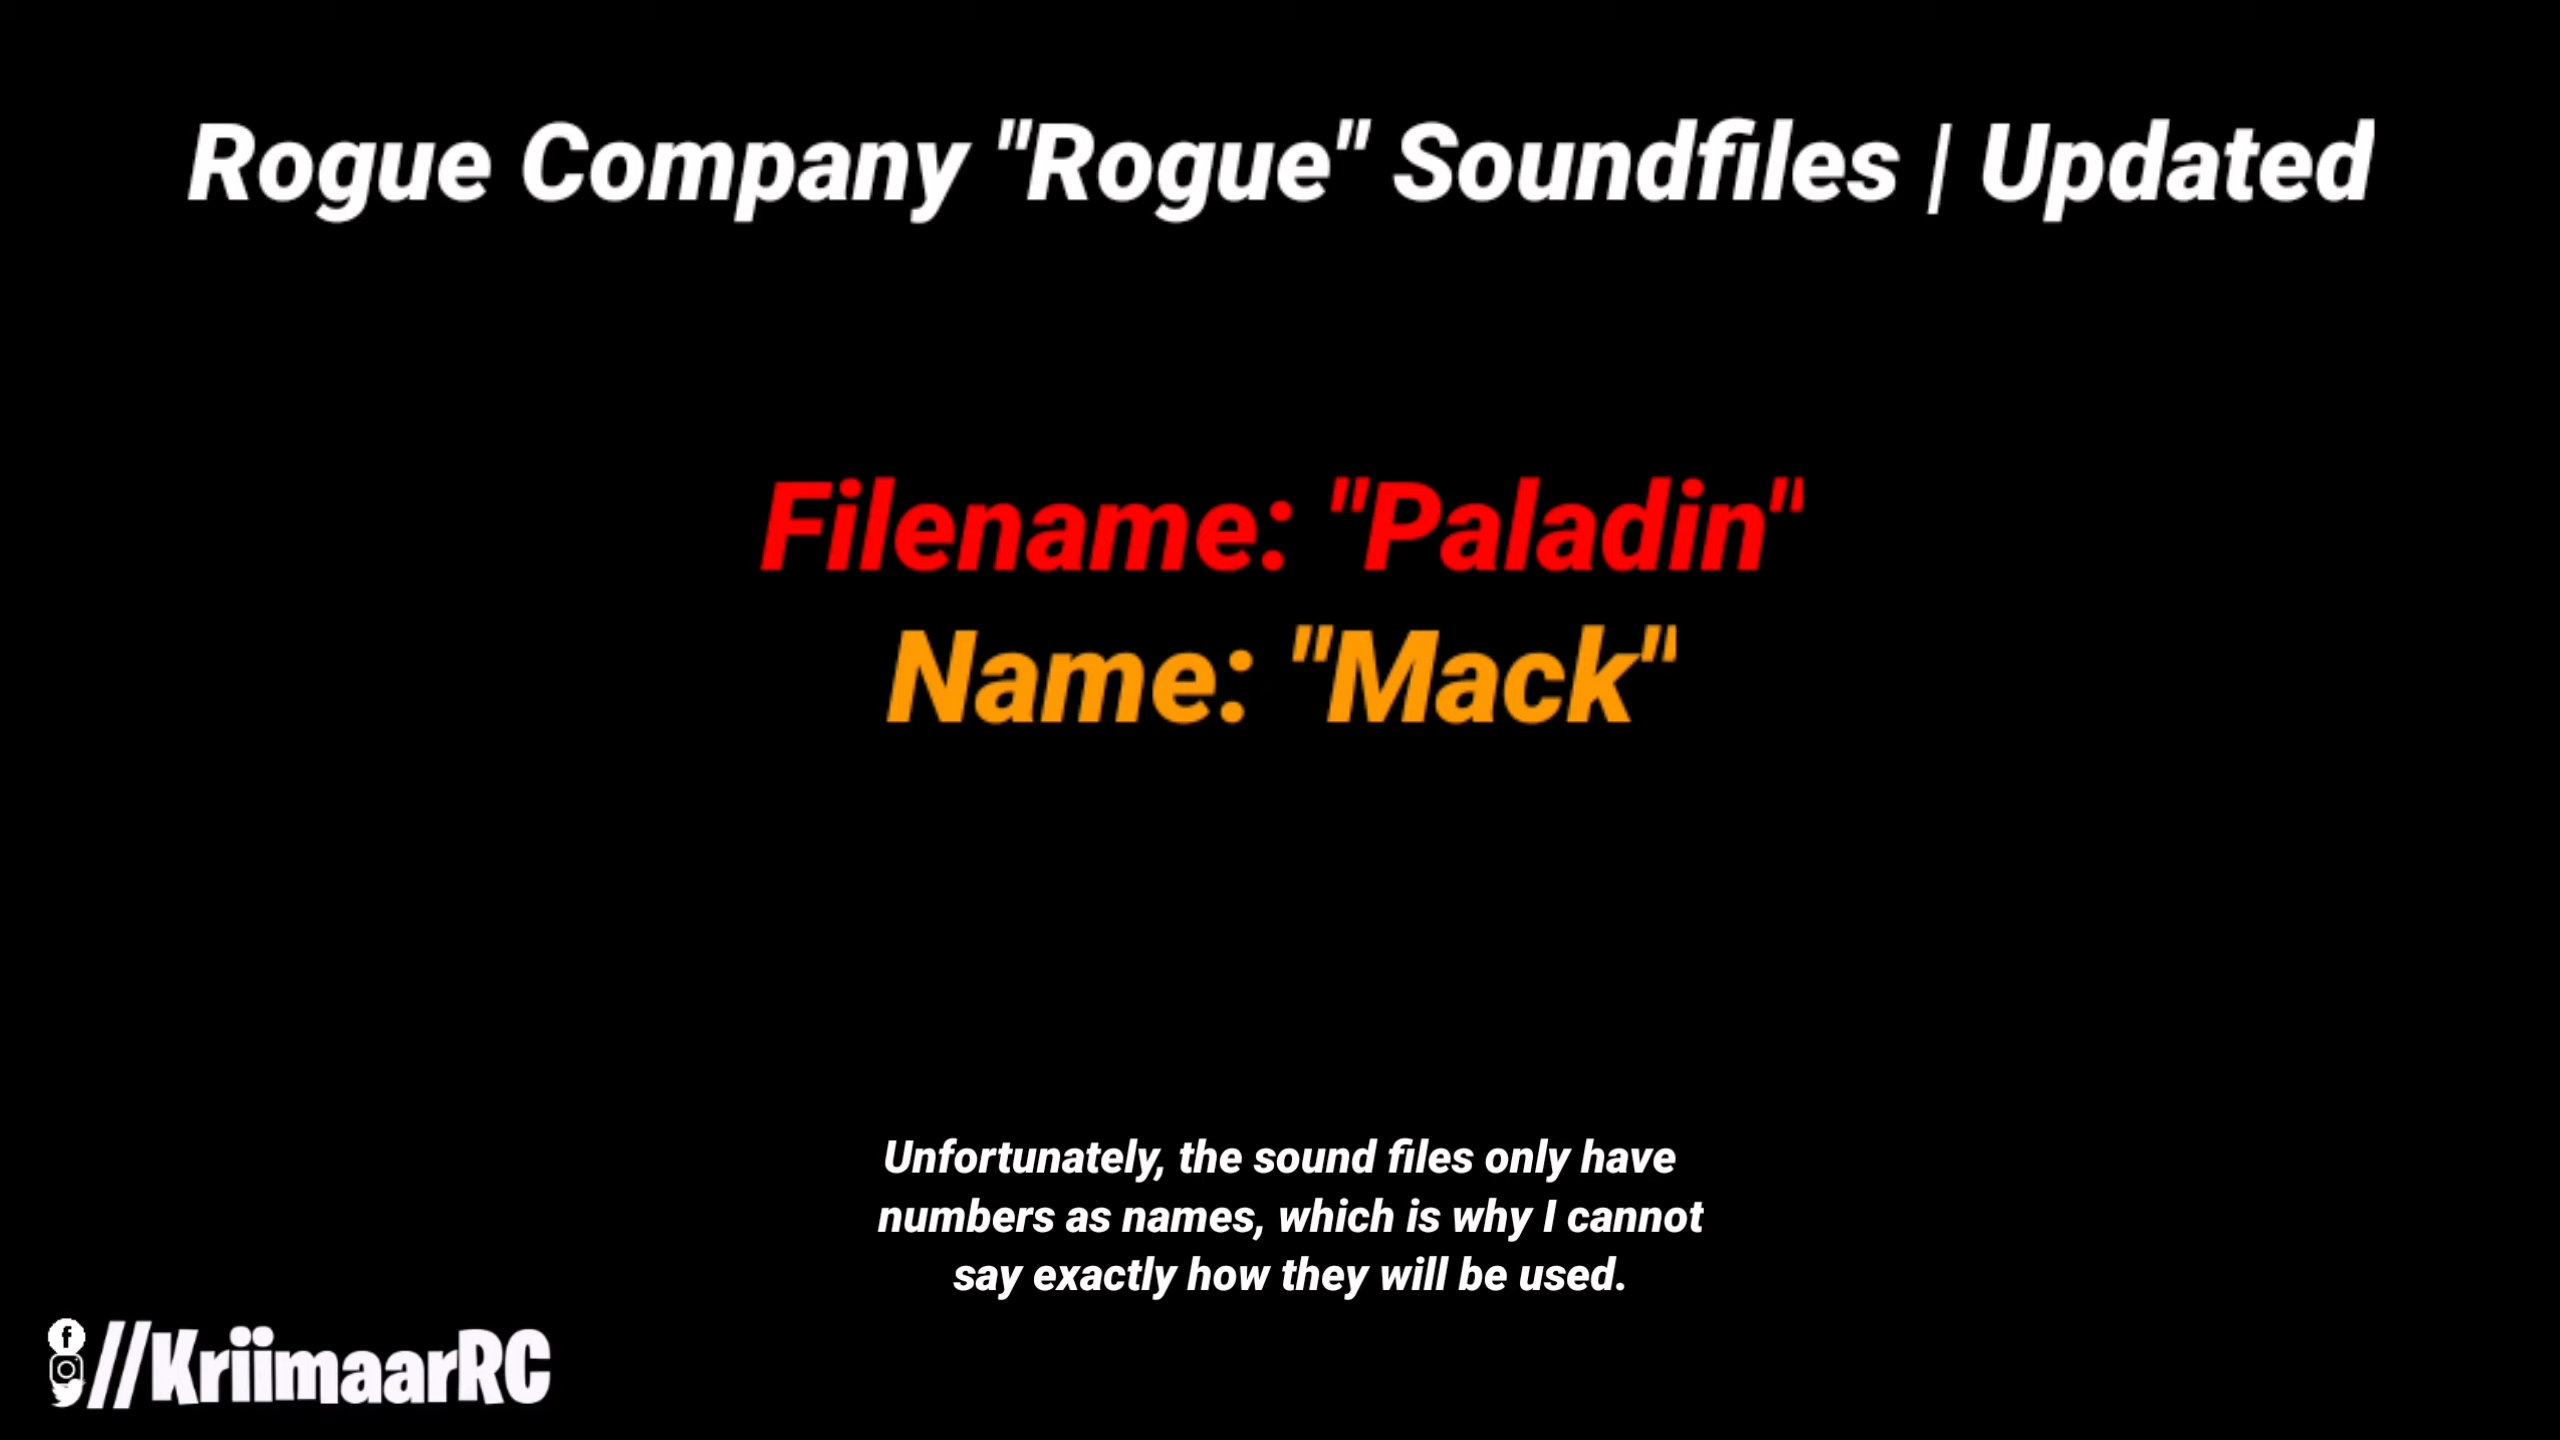 Rogue Company "Rogue" Soundfiles | Updated
Filename: "Paladin"
Name: "Mack"
Unfortunately, the sound files only have
numbers as names, which is why I cannot
say exactly how they will be used.
//KriimaarRC